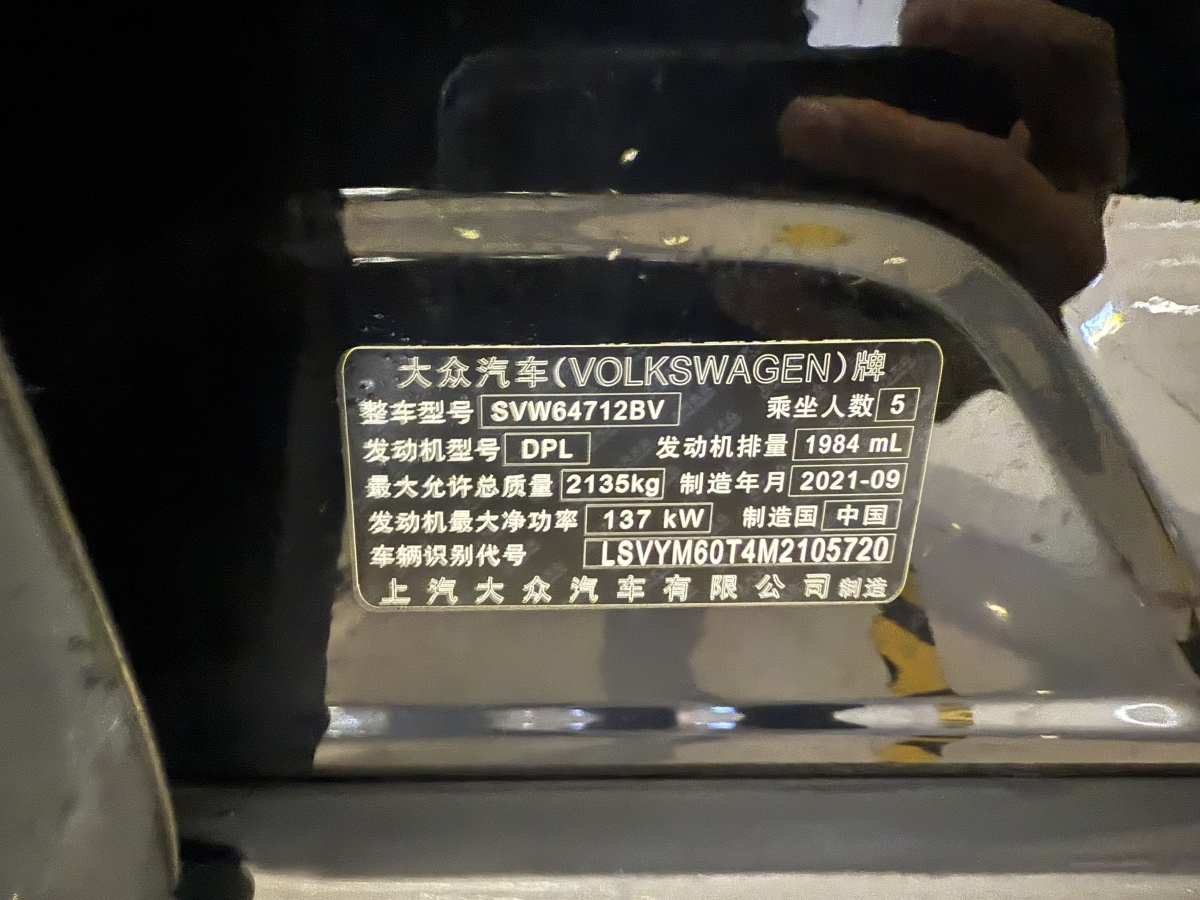 大众汽车(VOLKSWAGEN)牌
整车型号 SVW64712BV 乘坐人数 5
发动机型号 DPL 发动机排量 1984 mL
最大允许总质量 2135kg 制造年月 2021-09
发动机最大净功率 137 kW 制造国 中国
车辆识别代号 LSVYM60T4M2105720
上汽大众汽车有限公司制造